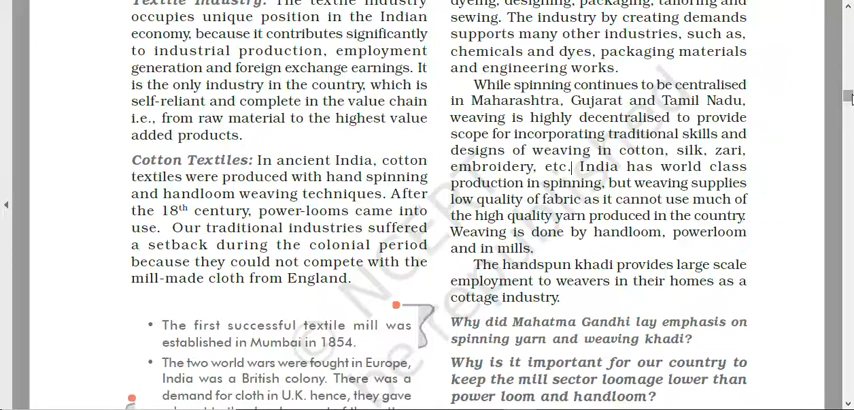 Textile Industry: The textile industry
occupies unique position in the Indian
economy, because it contributes significantly
to industrial production, employment
generation and foreign exchange earnings. It
is the only industry in the country, which is
self-reliant and complete in the value chain
i.e., from raw material to the highest value
added products.
Cotton Textiles: In ancient India, cotton
textiles were produced with hand spinning
and handloom weaving techniques. After
the 18th century, power-looms came into
use. Our traditional industries suffered
a setback during the colonial period
because they could not compete with the
mill-made cloth from England.
• The first successful textile mill was
established in Mumbai in 1854.
• The two world wars were fought in Europe,
India was a British colony. There was a
demand for cloth in U.K. hence, they gave
dyeing, designing, packaging, tailoring and
sewing. The industry by creating demands
supports many other industries, such as,
chemicals and dyes, packaging materials
and engineering works.
While spinning continues to be centralised
in Maharashtra, Gujarat and Tamil Nadu,
weaving is highly decentralised to provide
scope for incorporating traditional skills and
designs of weaving in cotton, silk, zari,
embroidery, etc. India has world class
production in spinning, but weaving supplies
low quality of fabric as it cannot use much of
the high quality yarn produced in the country.
Weaving is done by handloom, powerloom
and in mills.
The handspun khadi provides large scale
employment to weavers in their homes as a
cottage industry.
Why did Mahatma Gandhi lay emphasis on
spinning yarn and weaving khadi?
Why is it important for our country to
keep the mill sector loomage lower than
power loom and handloom?
© NCERT
be republished